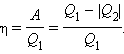 η = A/Q₁ = (Q₁ − |Q₂|)/Q₁.